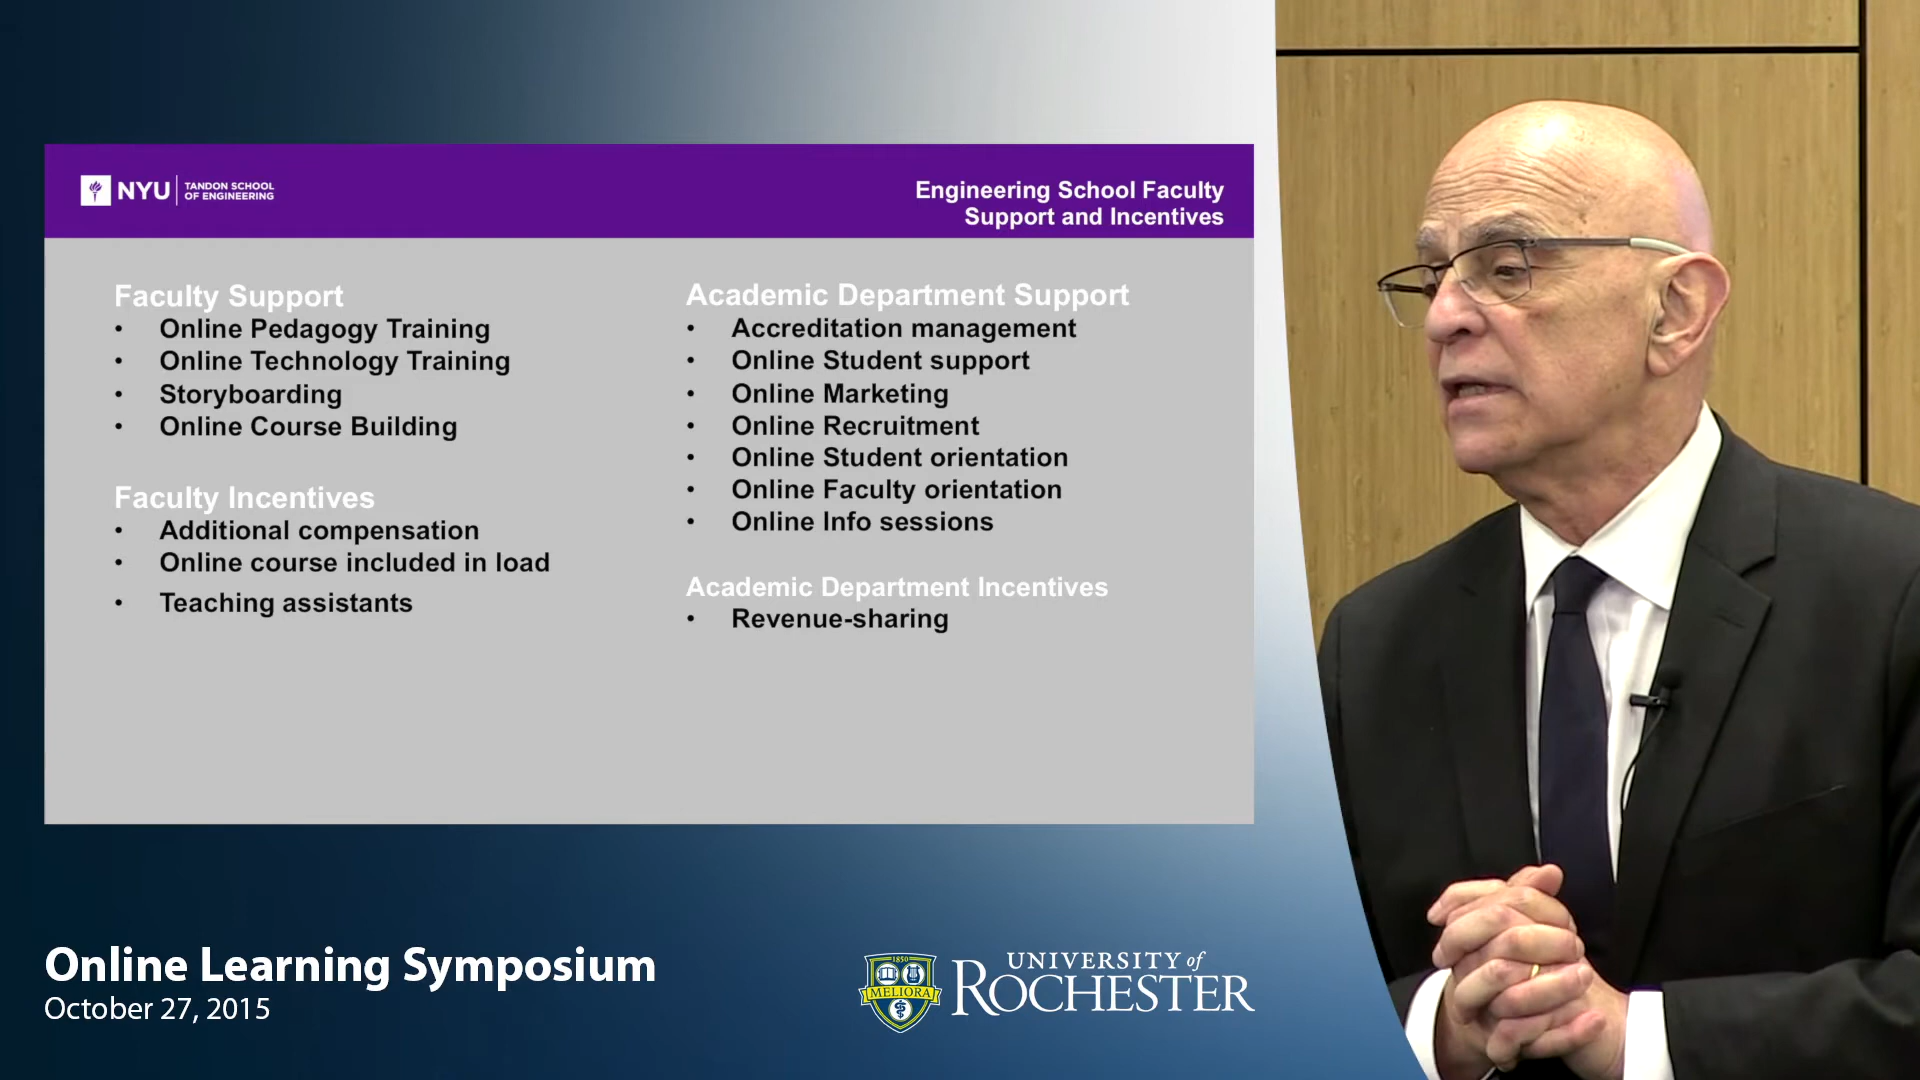 NYU
TANDON SCHOOL
OF ENGINEERING
Engineering School Faculty
Support and Incentives
Faculty Support
• Online Pedagogy Training
• Online Technology Training
• Storyboarding
• Online Course Building
Faculty Incentives
• Additional compensation
• Online course included in load
• Teaching assistants
Academic Department Support
• Accreditation management
• Online Student support
• Online Marketing
• Online Recruitment
• Online Student orientation
• Online Faculty orientation
• Online Info sessions
Academic Department Incentives
• Revenue-sharing
Online Learning Symposium
October 27, 2015
1850
MELIORA
UNIVERSITY of
ROCHESTER